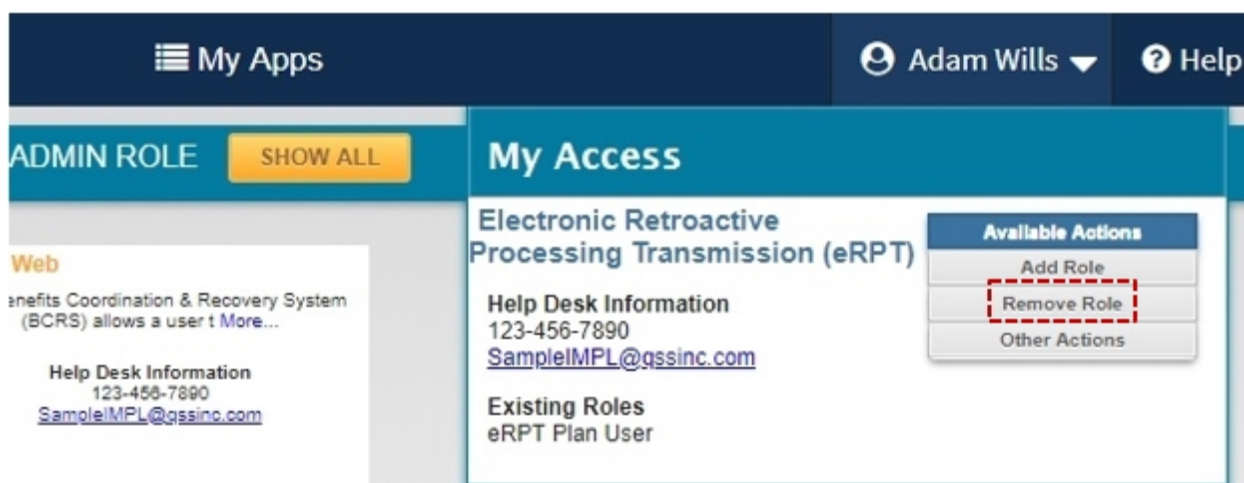 My Apps
Adam Wills
Help
ADMIN ROLE
SHOW ALL
Web
enefits Coordination & Recovery System
(BCRS) allows a user t More...
Help Desk Information
123-456-7890
SampleIMPL@qssinc.com
My Access
Electronic Retroactive
Processing Transmission (eRPT)
Help Desk Information
123-456-7890
SampleIMPL@qssinc.com
Existing Roles
eRPT Plan User
Available Actions
Add Role
Remove Role
Other Actions